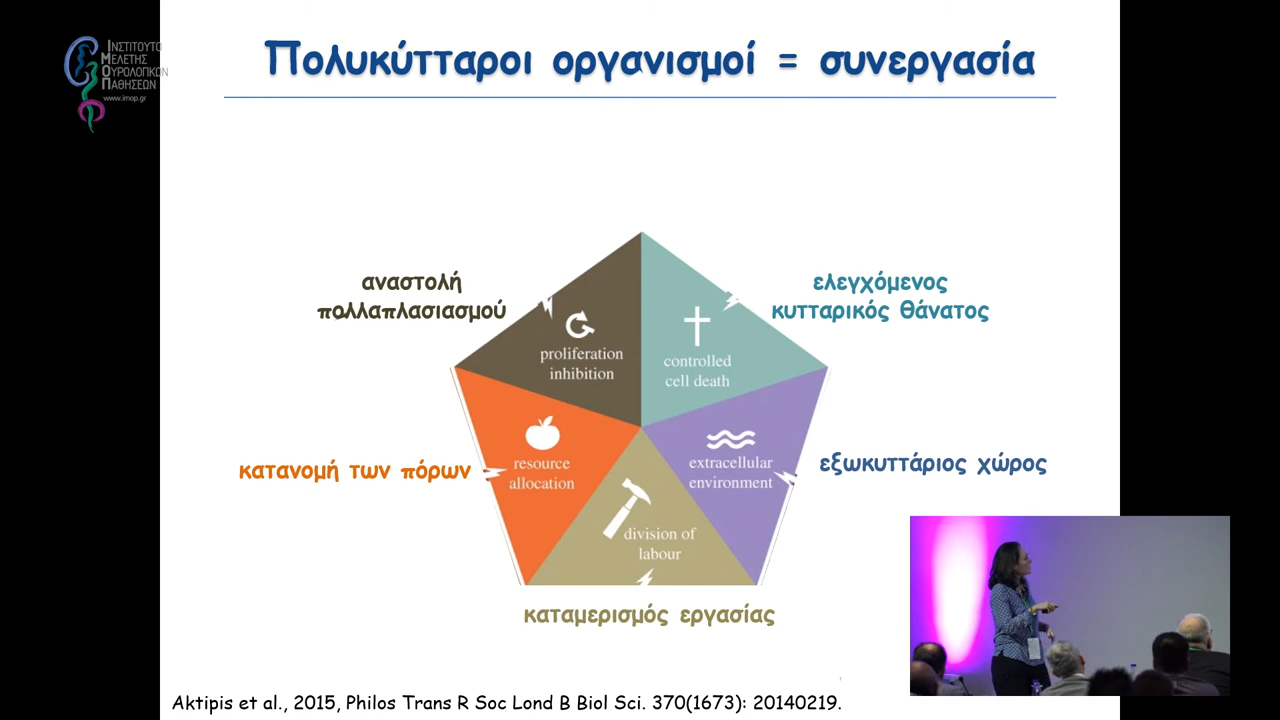 ΙΝΣΤΙΤΟΥΤΟ
ΜΕΛΕΤΗΣ
ΟΥΡΟΛΟΓΙΚΩΝ
ΠΑΘΗΣΕΩΝ
www.imop.gr
Πολυκύτταροι οργανισμοί = συνεργασία
αναστολή
πολλαπλασιασμού
ελεγχόμενος
κυτταρικός θάνατος
proliferation
inhibition
controlled
cell death
κατανομή των πόρων
resource
allocation
extracellular
environment
εξωκυττάριος χώρος
division of
labour
καταμερισμός εργασίας
Aktipis et al., 2015, Philos Trans R Soc Lond B Biol Sci. 370(1673): 20140219.